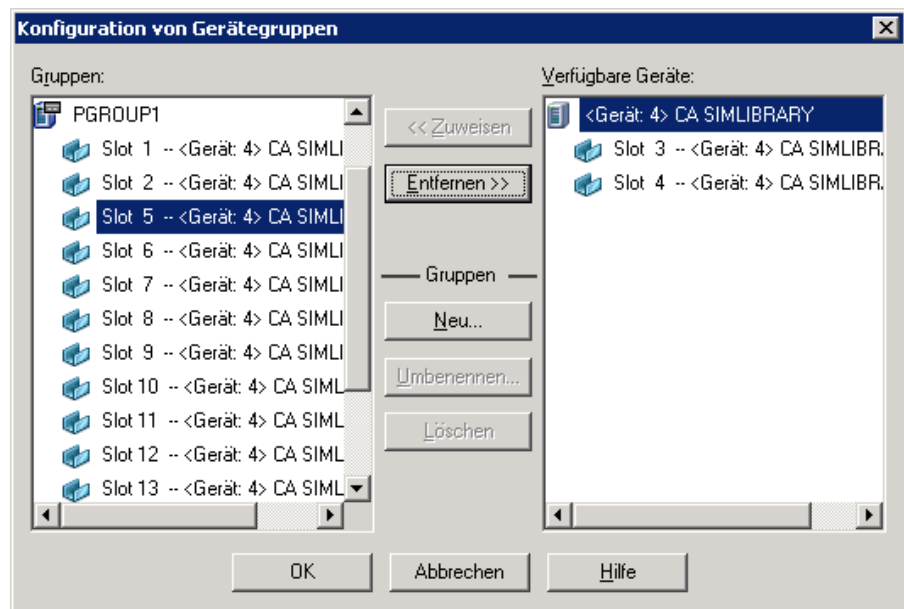 Konfiguration von Gerätegruppen
Gruppen:
PGROUP1
Slot 1 -- <Gerät: 4> CA SIMLI
Slot 2 -- <Gerät: 4> CA SIMLI
Slot 5 -- <Gerät: 4> CA SIMLI
Slot 6 -- <Gerät: 4> CA SIMLI
Slot 7 -- <Gerät: 4> CA SIMLI
Slot 8 -- <Gerät: 4> CA SIMLI
Slot 9 -- <Gerät: 4> CA SIMLI
Slot 10 -- <Gerät: 4> CA SIML
Slot 11 -- <Gerät: 4> CA SIML
Slot 12 -- <Gerät: 4> CA SIML
Slot 13 -- <Gerät: 4> CA SIML
<< Zuweisen
Entfernen >>
Gruppen
Neu...
Umbenennen...
Löschen
Verfügbare Geräte:
<Gerät: 4> CA SIMLIBRARY
Slot 3 -- <Gerät: 4> CA SIMLIBR.
Slot 4 -- <Gerät: 4> CA SIMLIBR.
OK
Abbrechen
Hilfe